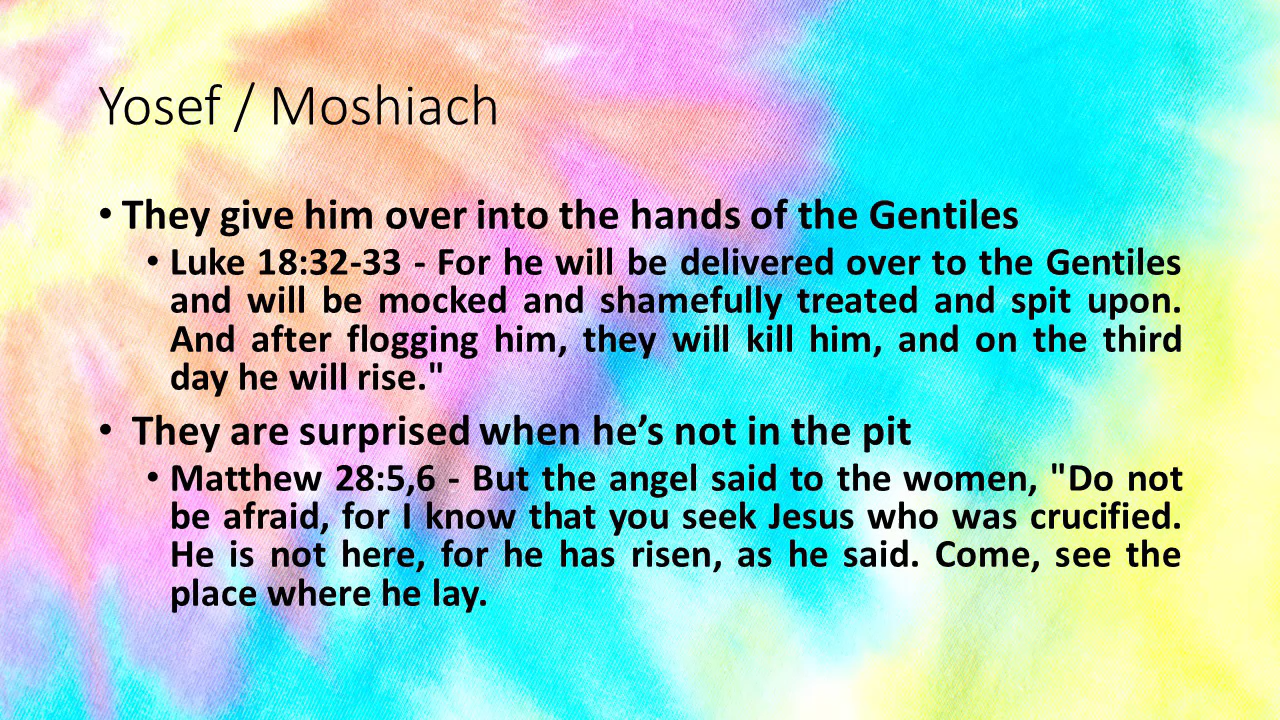 Yosef / Moshiach
• They give him over into the hands of the Gentiles
• Luke 18:32-33 - For he will be delivered over to the Gentiles
and will be mocked and shamefully treated and spit upon.
And after flogging him, they will kill him, and on the third
day he will rise."
• They are surprised when he’s not in the pit
• Matthew 28:5,6 - But the angel said to the women, "Do not
be afraid, for I know that you seek Jesus who was crucified.
He is not here, for he has risen, as he said. Come, see the
place where he lay.